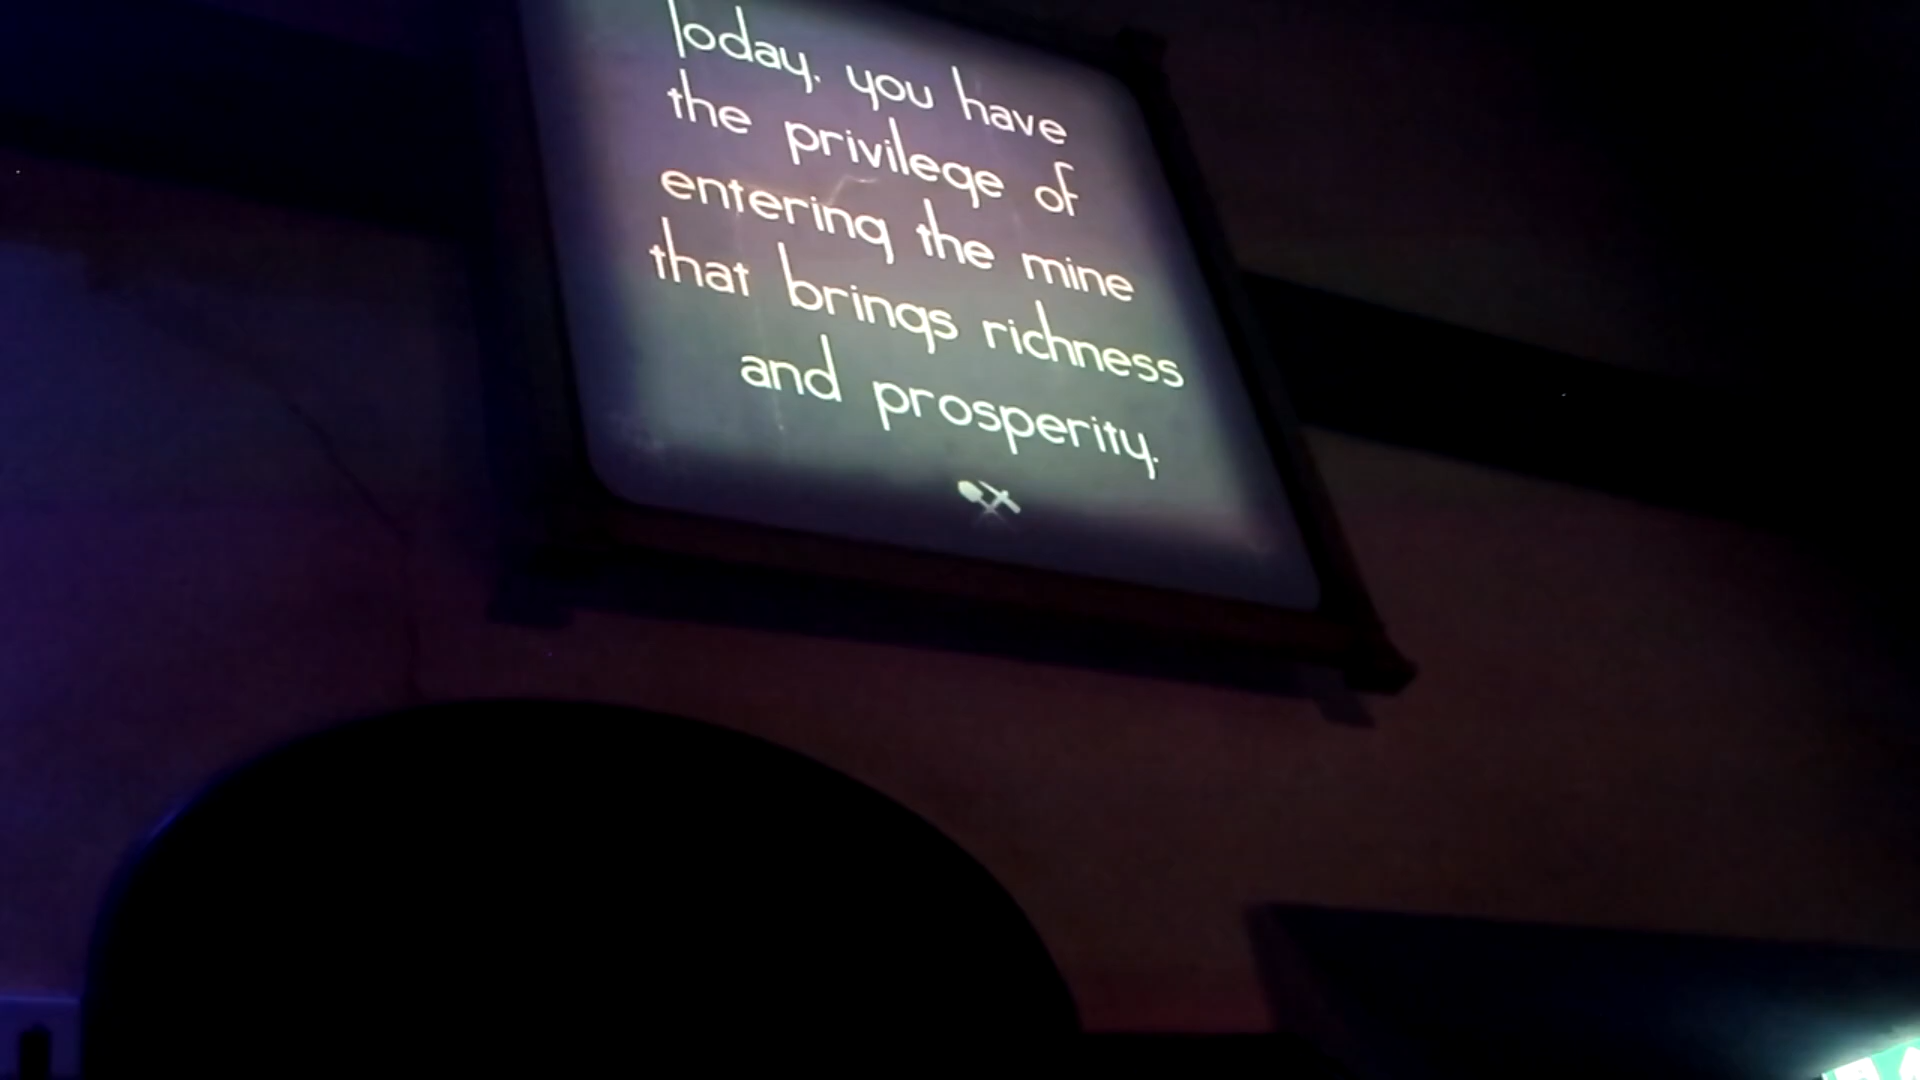 Today, you have
the privilege of
entering the mine
that brings richness
and prosperity.